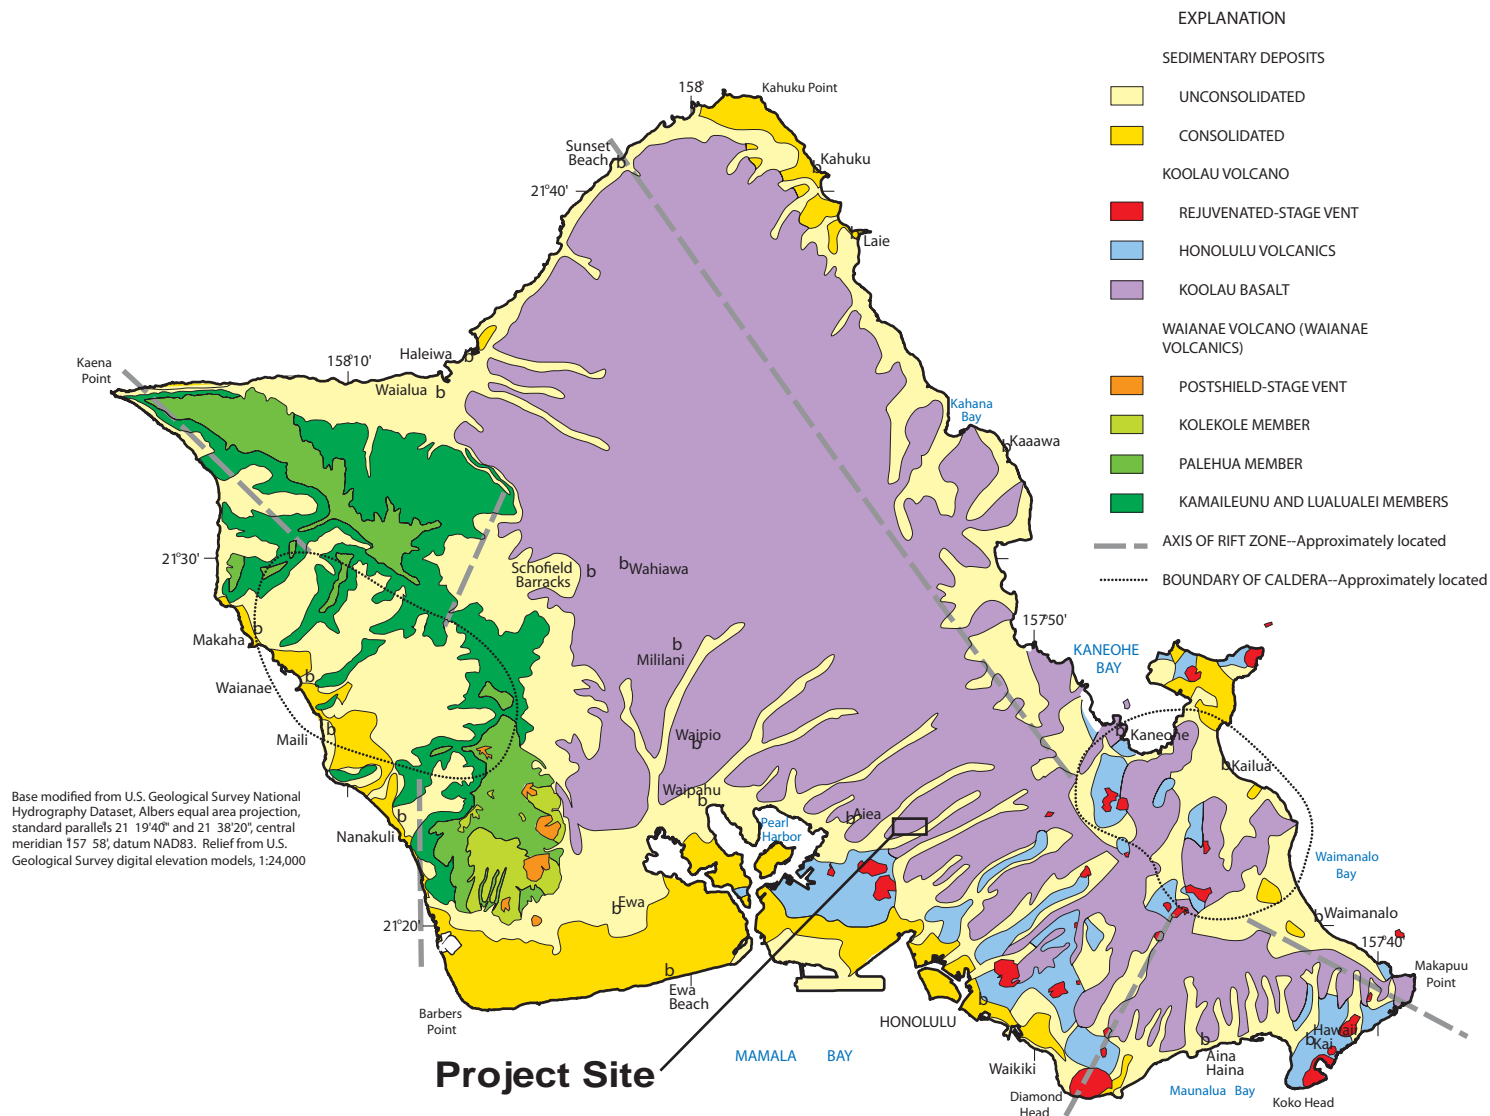 EXPLANATION
SEDIMENTARY DEPOSITS
UNCONSOLIDATED
CONSOLIDATED
KOOLAU VOLCANO
REJUVENATED-STAGE VENT
HONOLULU VOLCANICS
KOOLAU BASALT
WAIANAE VOLCANO (WAIANAE
VOLCANICS)
POSTSHIELD-STAGE VENT
KOLEKOLE MEMBER
PALEHUA MEMBER
KAMAILEUNU AND LUALUALEI MEMBERS
AXIS OF RIFT ZONE--Approximately located
BOUNDARY OF CALDERA--Approximately located
158°
Kahuku Point
Sunset
Beach
b
b
Kahuku
21°40'
b
Laie
Kaena
Point
158°10'
Haleiwa
b
Waialua
b
Kahana
Bay
b
Kaaawa
21°30'
Schofield
Barracks
b
b
Wahiawa
Makaha
b
b
Mililani
157°50'
KANEOHE
BAY
Waianae
b
Maili
b
Waipio
b
b
Kaneohe
b
Kailua
Waipahu
b
Pearl
Harbor
b
Aiea
Nanakuli
b
Waimanalo
Bay
Base modified from U.S. Geological Survey National
Hydrography Dataset, Albers equal area projection,
standard parallels 21 19'40" and 21 38'20", central
meridian 157 58', datum NAD83. Relief from U.S.
Geological Survey digital elevation models, 1:24,000
b
Ewa
21°20'
b
Waimanalo
157°40'
Makapuu
Point
b
Ewa
Beach
Barbers
Point
b
HONOLULU
b
Hawaii
Kai
b
Aina
Haina
MAMALA BAY
Waikiki
Diamond
Head
Maunalua Bay
Koko Head
Project Site